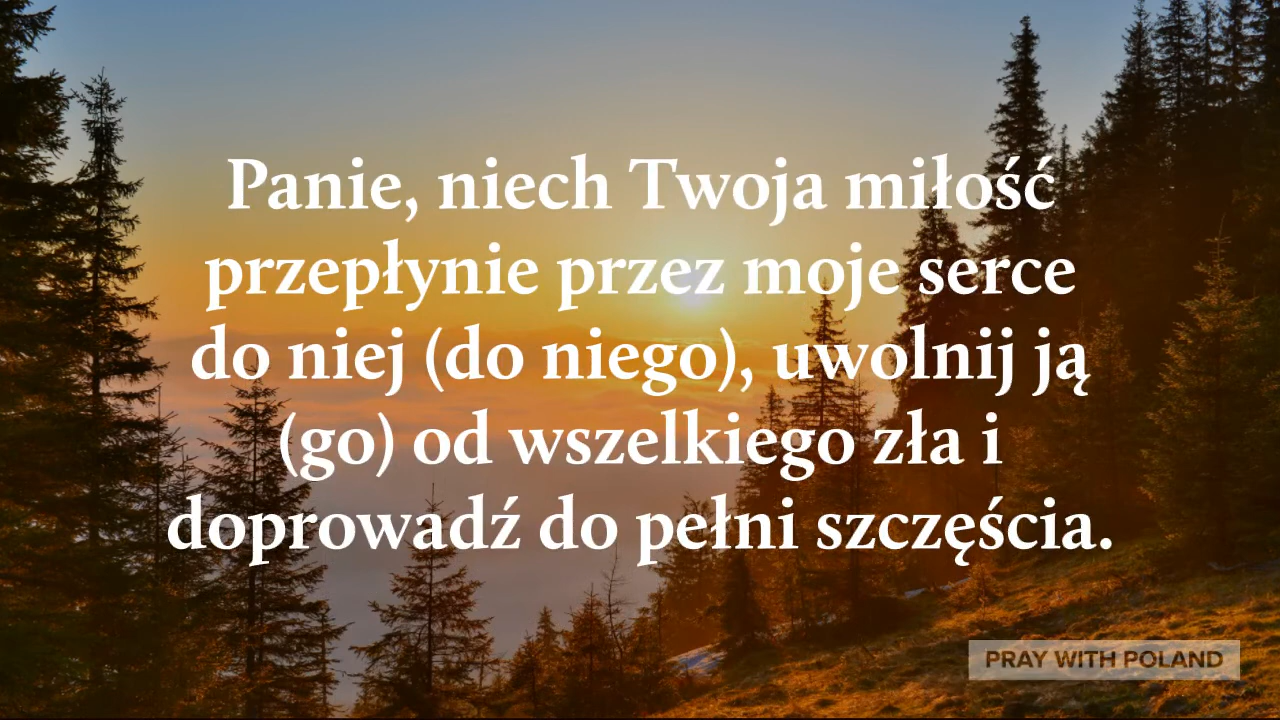 Panie, niech Twoja miłość
przepłynie przez moje serce
do niej (do niego), uwolnij ją
(go) od wszelkiego zła i
doprowadź do pełni szczęścia.
PRAY WITH POLAND